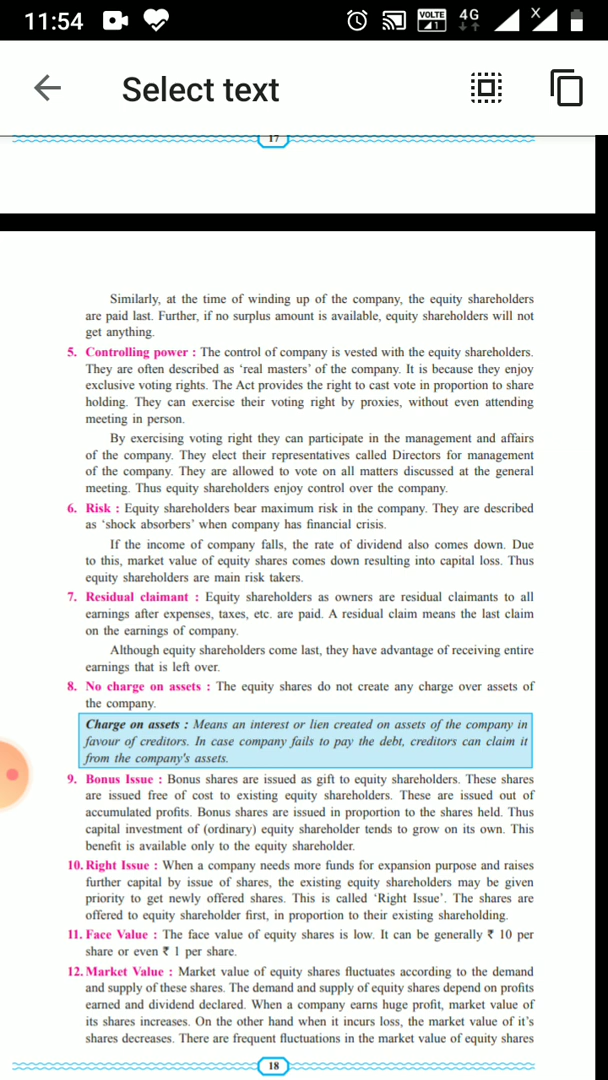 11:54
VOLTE
1
4G
X
Select text
17
Similarly, at the time of winding up of the company, the equity shareholders
are paid last. Further, if no surplus amount is available, equity shareholders will not
get anything.
5. Controlling power : The control of company is vested with the equity shareholders.
They are often described as ‘real masters’ of the company. It is because they enjoy
exclusive voting rights. The Act provides the right to cast vote in proportion to share
holding. They can exercise their voting right by proxies, without even attending
meeting in person.
By exercising voting right they can participate in the management and affairs
of the company. They elect their representatives called Directors for management
of the company. They are allowed to vote on all matters discussed at the general
meeting. Thus equity shareholders enjoy control over the company.
6. Risk : Equity shareholders bear maximum risk in the company. They are described
as ‘shock absorbers’ when company has financial crisis.
If the income of company falls, the rate of dividend also comes down. Due
to this, market value of equity shares comes down resulting into capital loss. Thus
equity shareholders are main risk takers.
7. Residual claimant : Equity shareholders as owners are residual claimants to all
earnings after expenses, taxes, etc. are paid. A residual claim means the last claim
on the earnings of company.
Although equity shareholders come last, they have advantage of receiving entire
earnings that is left over.
8. No charge on assets : The equity shares do not create any charge over assets of
the company.
Charge on assets : Means an interest or lien created on assets of the company in
favour of creditors. In case company fails to pay the debt, creditors can claim it
from the company's assets.
9. Bonus Issue : Bonus shares are issued as gift to equity shareholders. These shares
are issued free of cost to existing equity shareholders. These are issued out of
accumulated profits. Bonus shares are issued in proportion to the shares held. Thus
capital investment of (ordinary) equity shareholder tends to grow on its own. This
benefit is available only to the equity shareholder.
10. Right Issue : When a company needs more funds for expansion purpose and raises
further capital by issue of shares, the existing equity shareholders may be given
priority to get newly offered shares. This is called ‘Right Issue’. The shares are
offered to equity shareholder first, in proportion to their existing shareholding.
11. Face Value : The face value of equity shares is low. It can be generally ₹ 10 per
share or even ₹ 1 per share.
12. Market Value : Market value of equity shares fluctuates according to the demand
and supply of these shares. The demand and supply of equity shares depend on profits
earned and dividend declared. When a company earns huge profit, market value of
its shares increases. On the other hand when it incurs loss, the market value of it’s
shares decreases. There are frequent fluctuations in the market value of equity shares
18